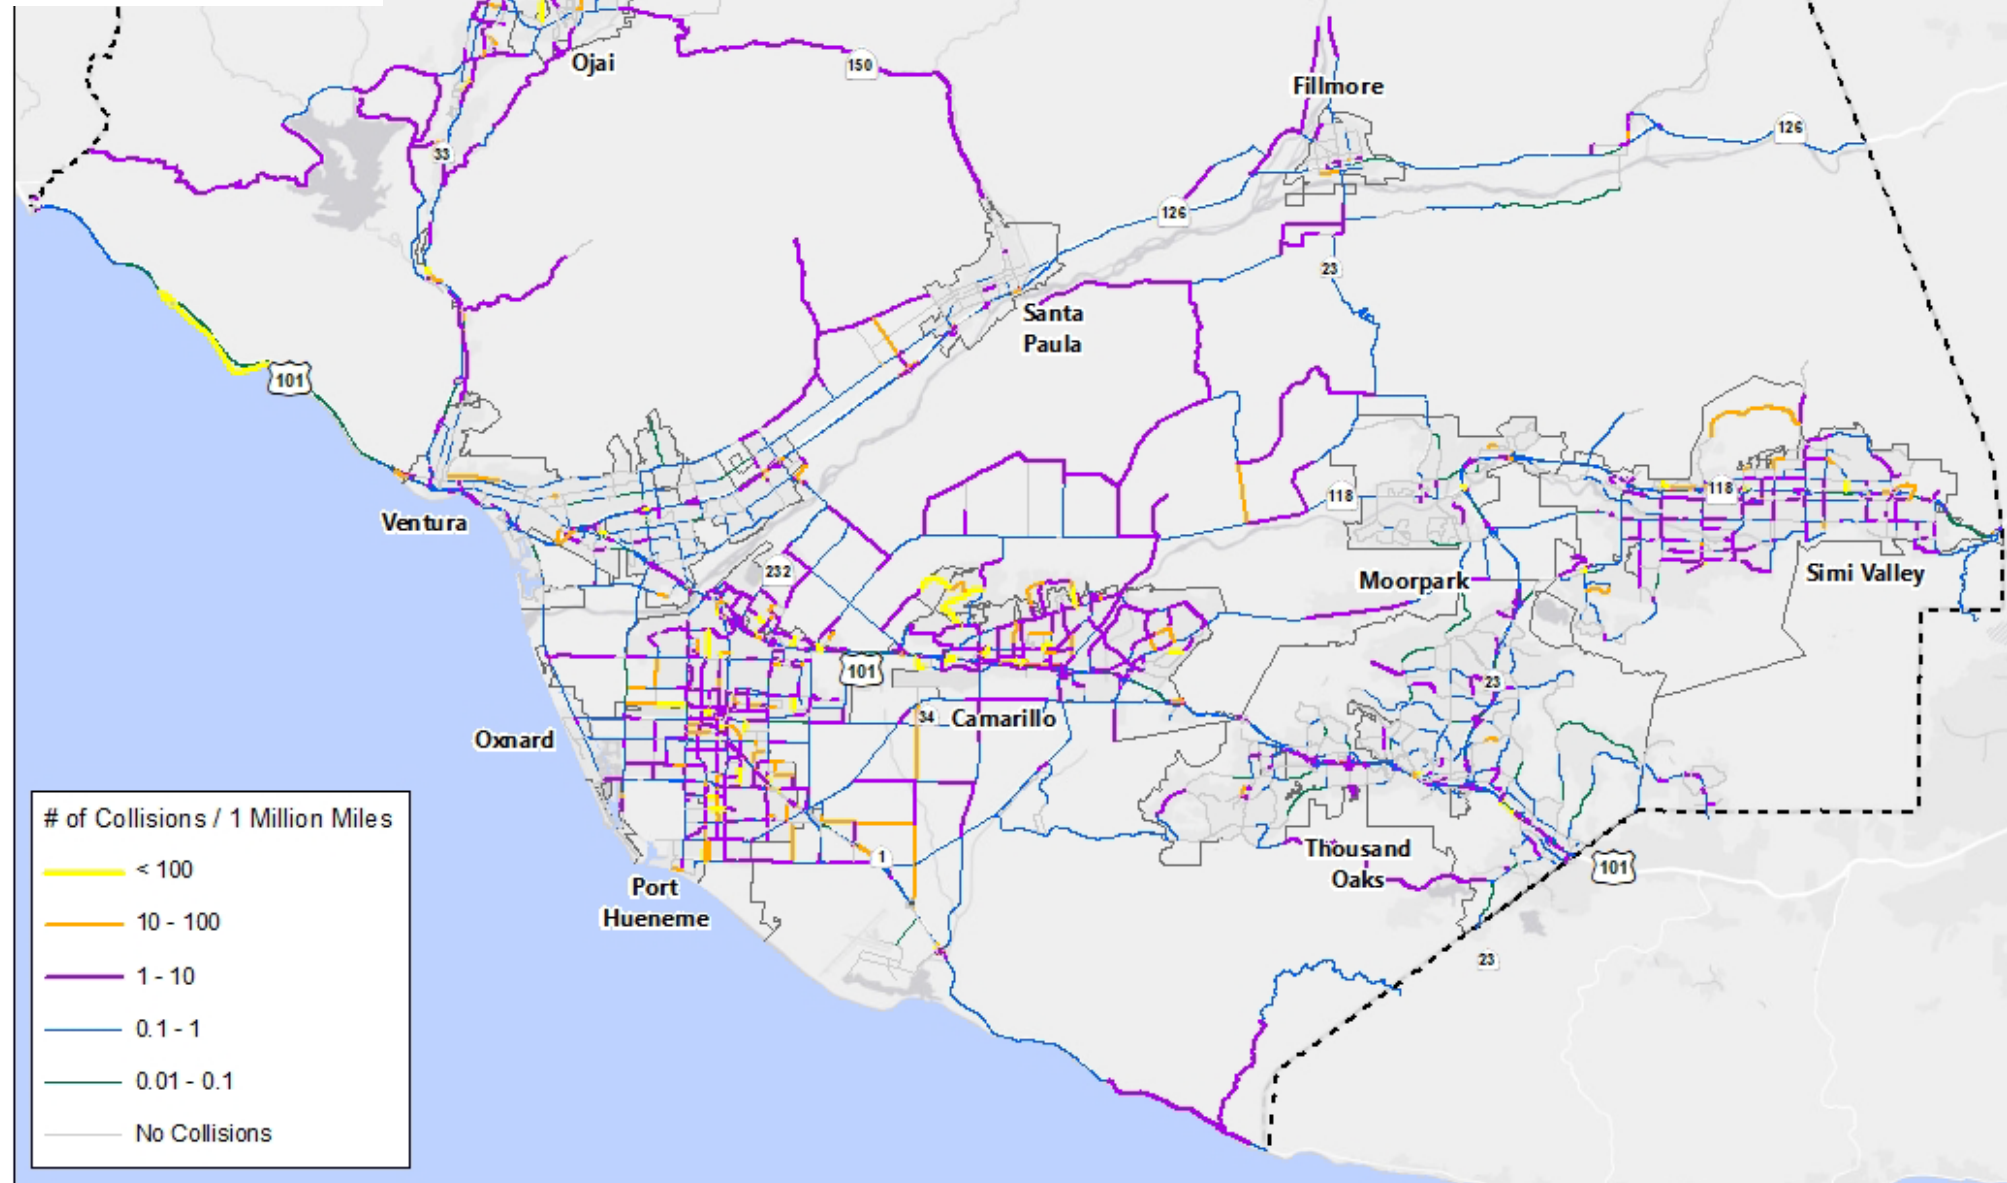 Ojai
150
Fillmore
126
33
126
23
Santa
Paula
101
118
118
Ventura
232
Moorpark
Simi Valley
101
23
34
Camarillo
Oxnard
# of Collisions / 1 Million Miles
< 100
10 - 100
1 - 10
0.1 - 1
0.01 - 0.1
No Collisions
1
Thousand
Oaks
101
Port
Hueneme
23